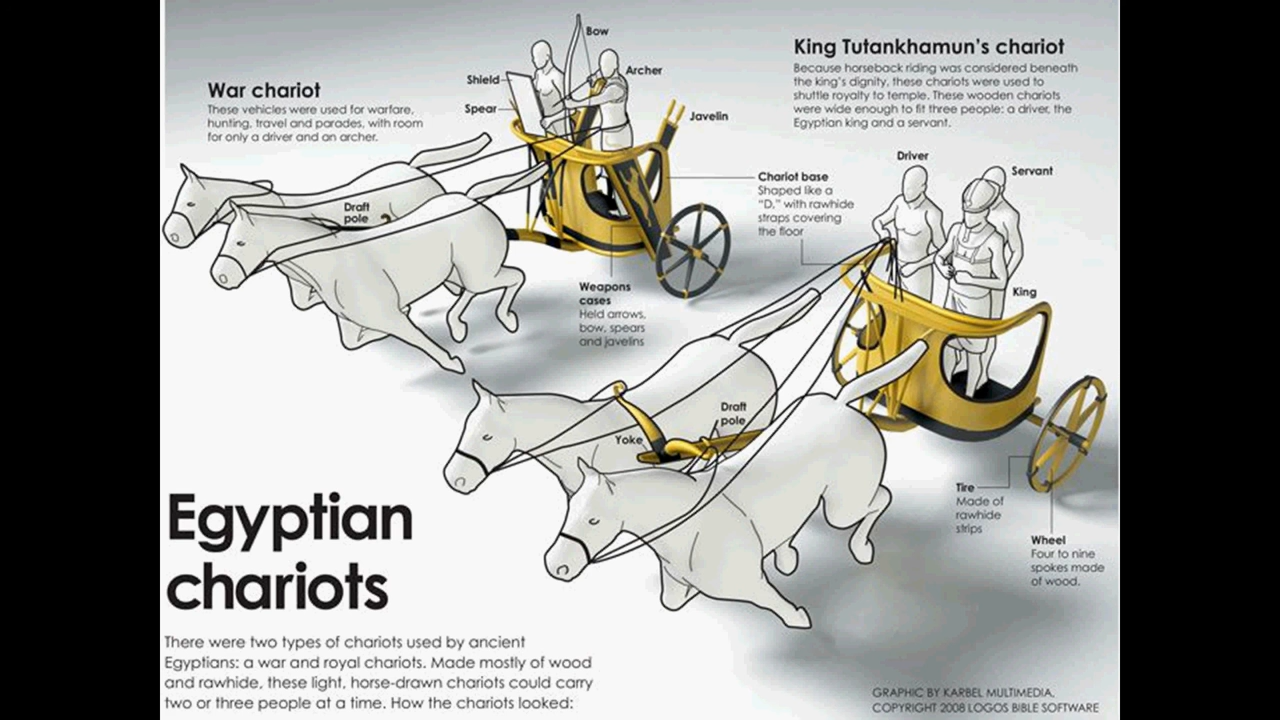 Bow
King Tutankhamun's chariot
Because horseback riding was considered beneath
the king's dignity, these chariots were used to
shuttle royalty to temple. These wooden chariots
were wide enough to fit three people: a driver, the
Egyptian king and a servant.
Archer
Shield
War chariot
These vehicles were used for warfare,
hunting, travel and parades, with room
for only a driver and an archer.
Spear
Javelin
Driver
Servant
Chariot base
Shaped like a
"D," with rawhide
straps covering
the floor
Draft
pole
Weapons
cases
Held arrows,
bow, spears
and javelins
King
Draft
pole
Yoke
Tire
Made of
rawhide
strips
Wheel
Four to nine
spokes made
of wood.
Egyptian
chariots
There were two types of chariots used by ancient
Egyptians: a war and royal chariots. Made mostly of wood
and rawhide, these light, horse-drawn chariots could carry
two or three people at a time. How the chariots looked:
GRAPHIC BY KARBEL MULTIMEDIA,
COPYRIGHT 2008 LOGOS BIBLE SOFTWARE